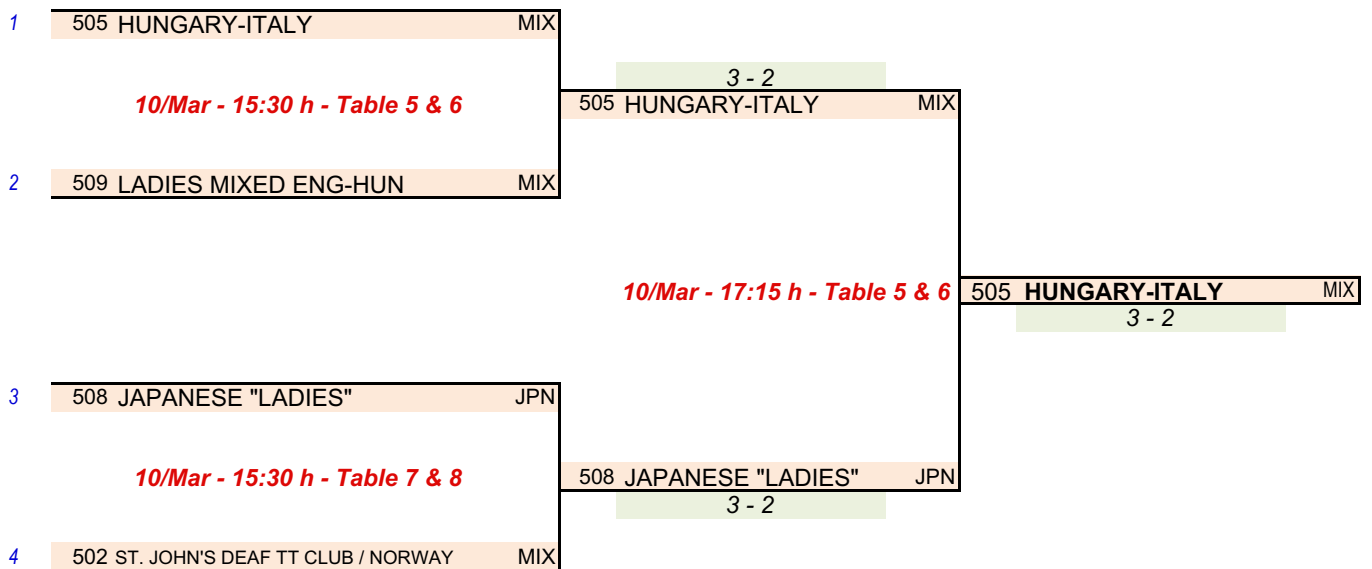 1 505 HUNGARY-ITALY MIX
3 - 2
10/Mar - 15:30 h - Table 5 & 6 505 HUNGARY-ITALY MIX
2 509 LADIES MIXED ENG-HUN MIX
10/Mar - 17:15 h - Table 5 & 6 505 HUNGARY-ITALY MIX
3 - 2
3 508 JAPANESE "LADIES" JPN
10/Mar - 15:30 h - Table 7 & 8 508 JAPANESE "LADIES" JPN
3 - 2
4 502 ST. JOHN'S DEAF TT CLUB / NORWAY MIX